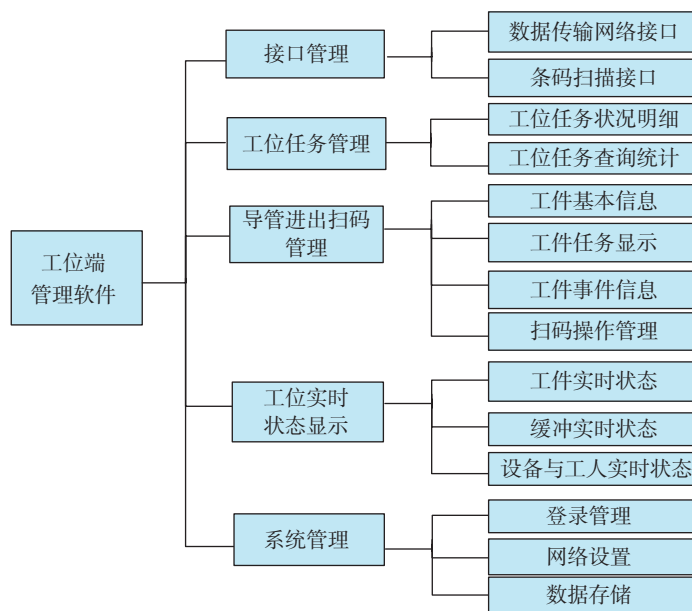 工位端
管理软件
接口管理
数据传输网络接口
条码扫描接口
工位任务管理
工位任务状况明细
工位任务查询统计
导管进出扫码
管理
工件基本信息
工件任务显示
工件事件信息
扫码操作管理
工位实时
状态显示
工件实时状态
缓冲实时状态
设备与工人实时状态
系统管理
登录管理
网络设置
数据存储